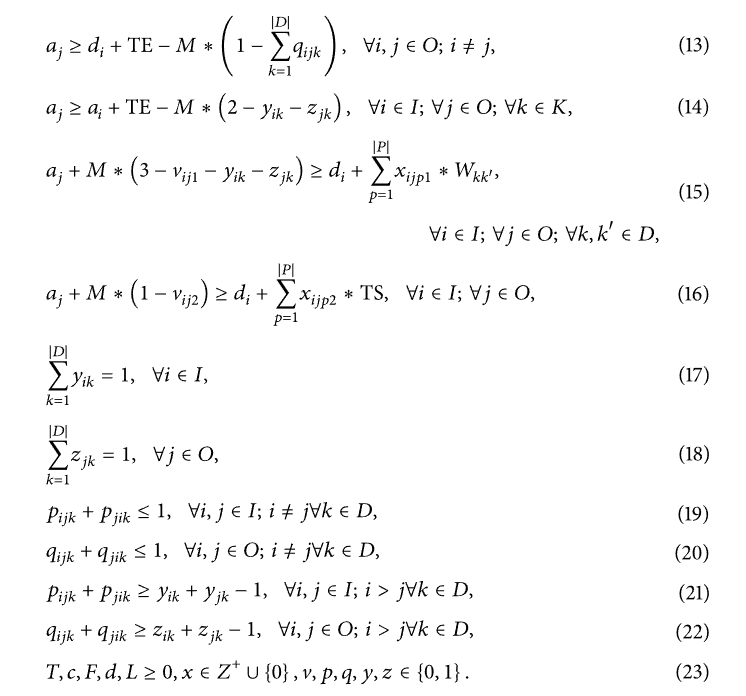 a_j ≥ d_i + TE − M ∗ (1 − ∑_{k=1}^{|D|} q_{ijk}), ∀i, j ∈ O; i ≠ j, (13)
a_j ≥ a_i + TE − M ∗ (2 − y_{ik} − z_{jk}), ∀i ∈ I; ∀j ∈ O; ∀k ∈ K, (14)
a_j + M ∗ (3 − v_{ij1} − y_{ik} − z_{jk}) ≥ d_i + ∑_{p=1}^{|P|} x_{ijp1} ∗ W_{kk′}, (15)
∀i ∈ I; ∀j ∈ O; ∀k, k′ ∈ D,
a_j + M ∗ (1 − v_{ij2}) ≥ d_i + ∑_{p=1}^{|P|} x_{ijp2} ∗ TS, ∀i ∈ I; ∀j ∈ O, (16)
∑_{k=1}^{|D|} y_{ik} = 1, ∀i ∈ I, (17)
∑_{k=1}^{|D|} z_{jk} = 1, ∀j ∈ O, (18)
p_{ijk} + p_{jik} ≤ 1, ∀i, j ∈ I; i ≠ j∀k ∈ D, (19)
q_{ijk} + q_{jik} ≤ 1, ∀i, j ∈ O; i ≠ j∀k ∈ D, (20)
p_{ijk} + p_{jik} ≥ y_{ik} + y_{jk} − 1, ∀i, j ∈ I; i > j∀k ∈ D, (21)
q_{ijk} + q_{jik} ≥ z_{ik} + z_{jk} − 1, ∀i, j ∈ O; i > j∀k ∈ D, (22)
T, c, F, d, L ≥ 0, x ∈ Z^+ ∪ {0}, v, p, q, y, z ∈ {0, 1}. (23)